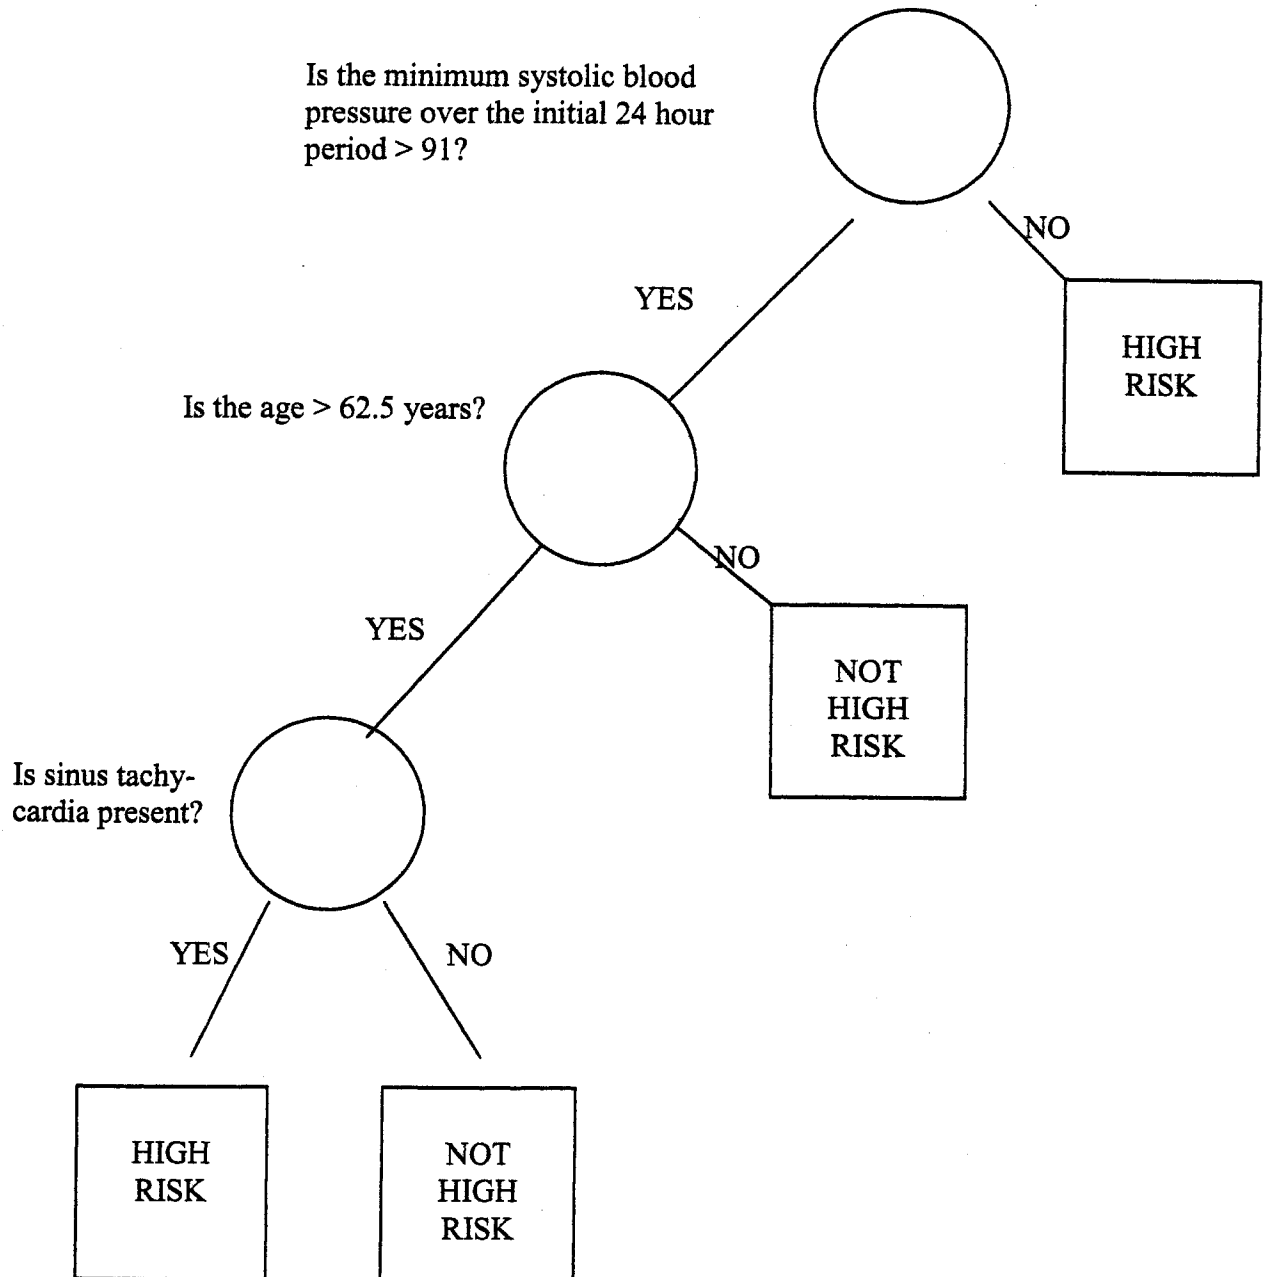 Is the minimum systolic blood
pressure over the initial 24 hour
period > 91?
NO
YES
HIGH
RISK
Is the age > 62.5 years?
NO
YES
NOT
HIGH
RISK
Is sinus tachy-
cardia present?
YES
NO
HIGH
RISK
NOT
HIGH
RISK